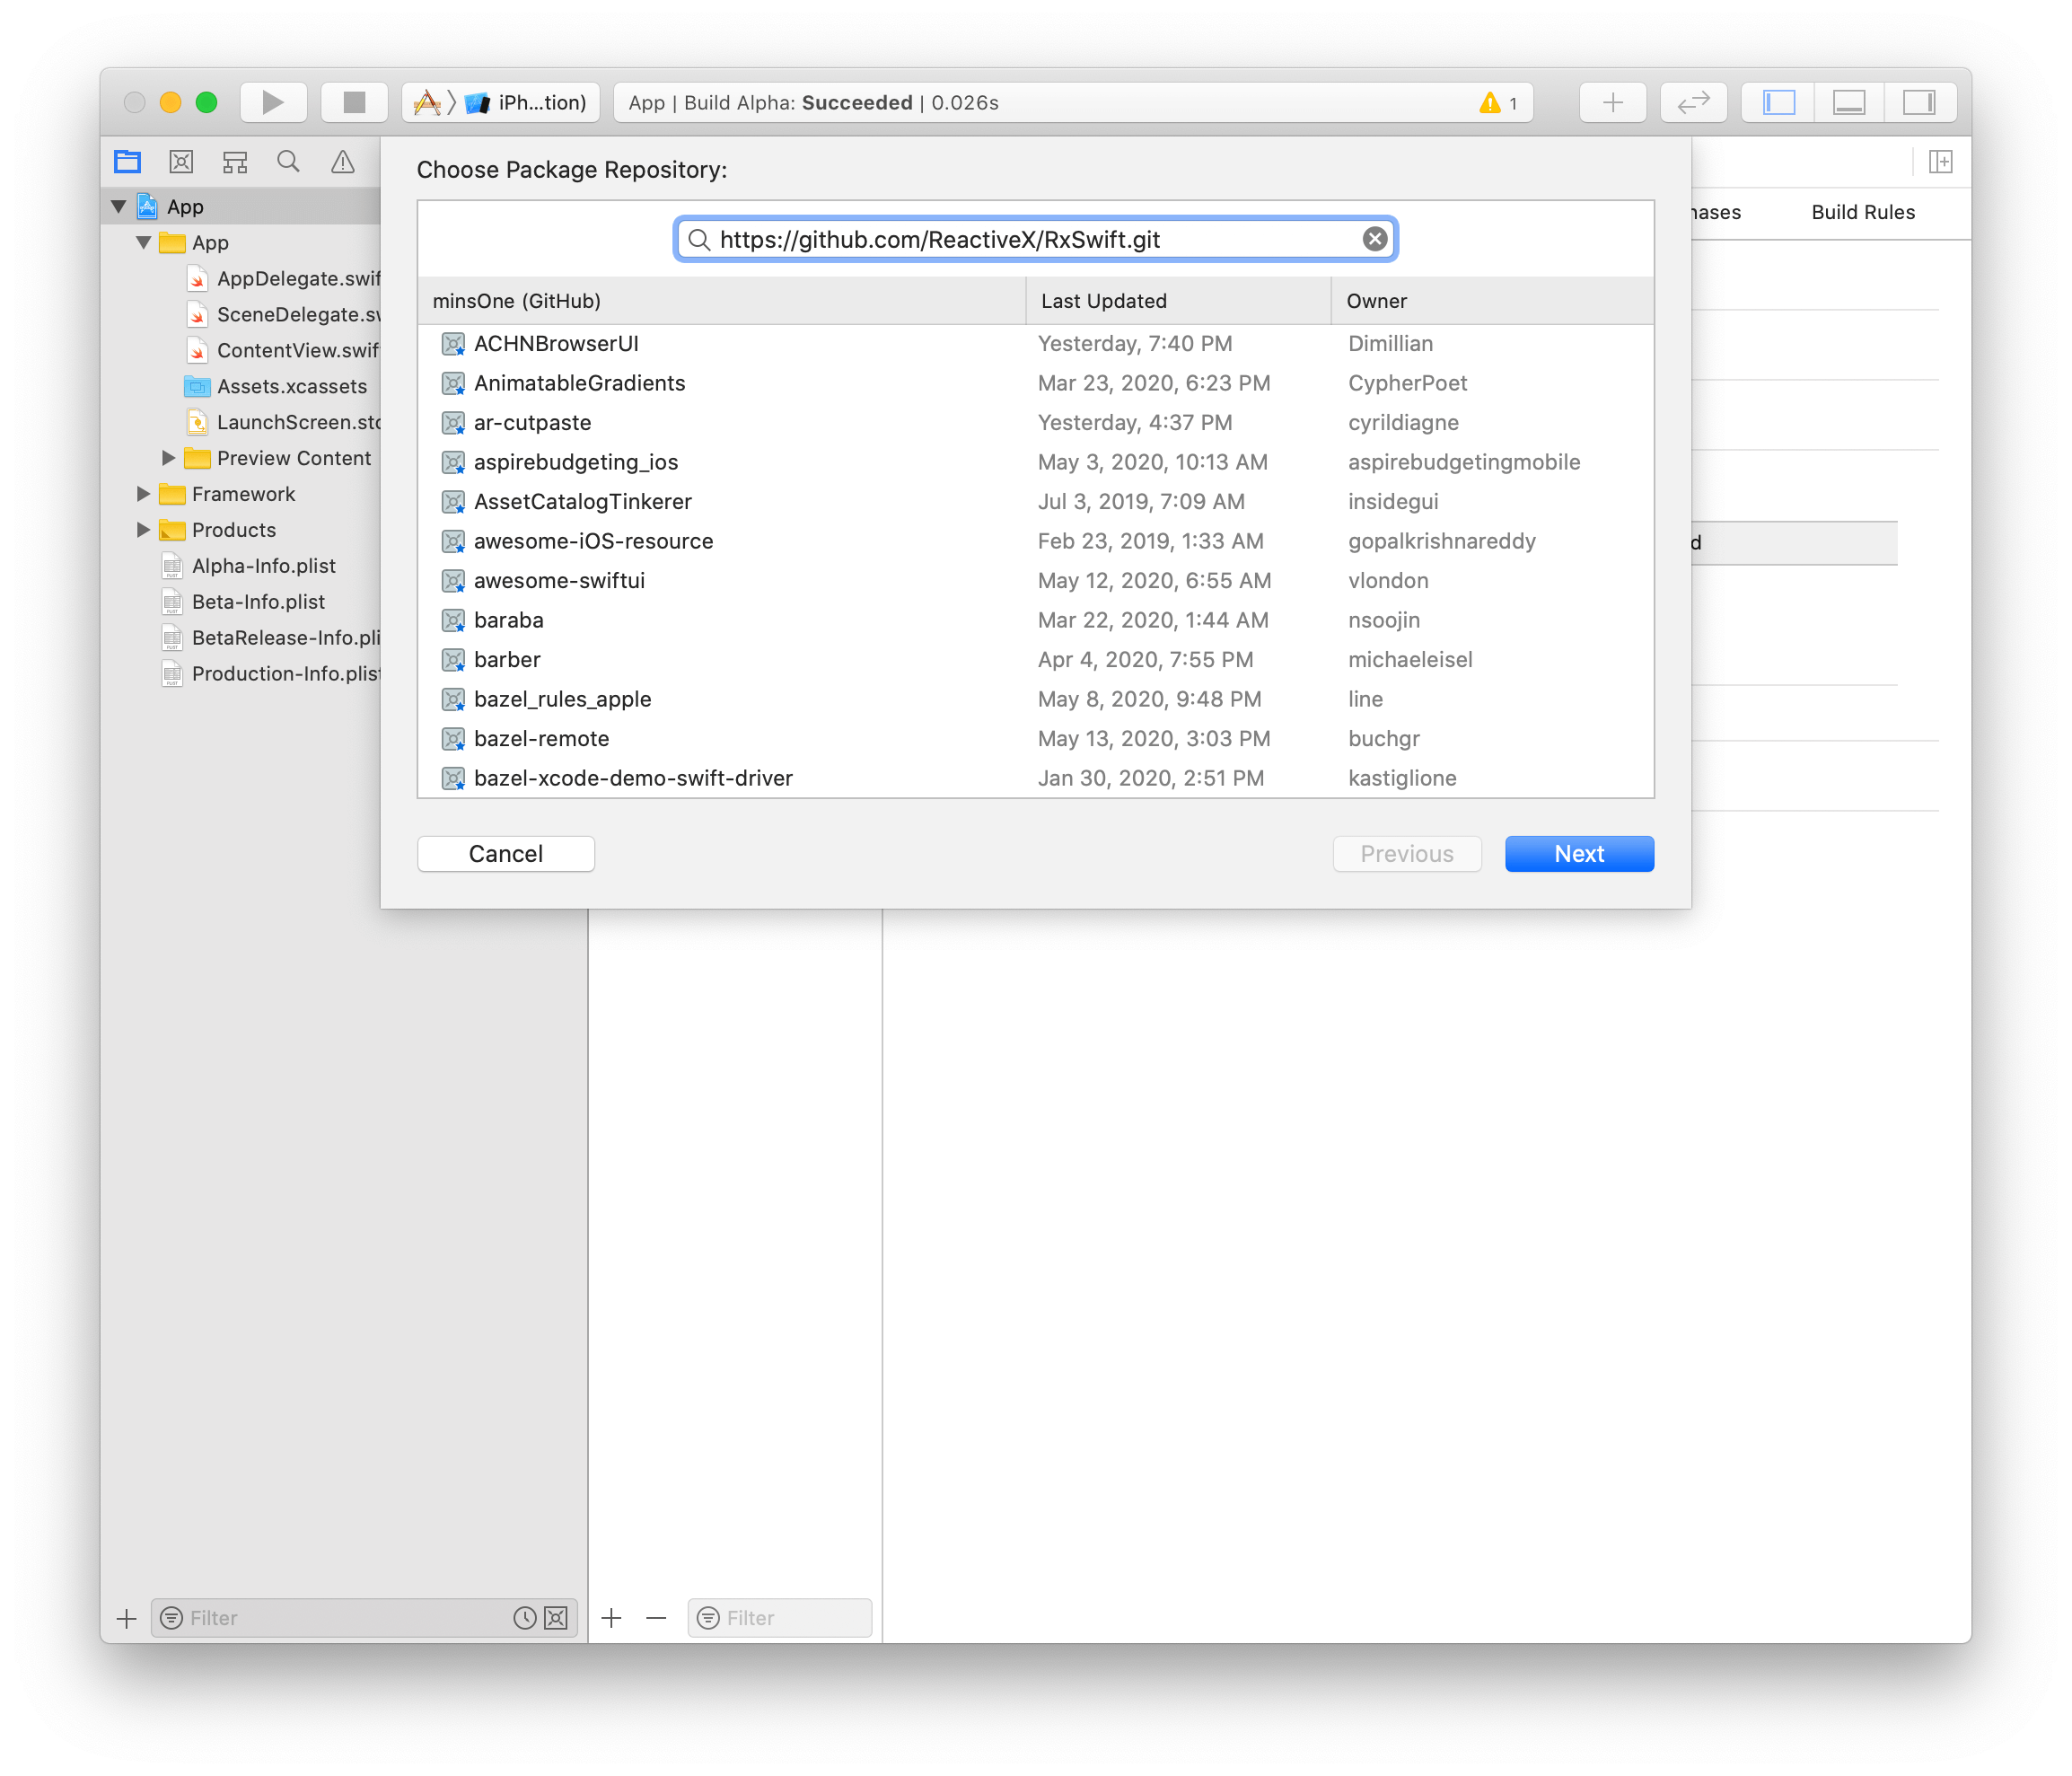 iPh...tion)
App | Build Alpha: Succeeded | 0.026s
1
Choose Package Repository:
https://github.com/ReactiveX/RxSwift.git
minsOne (GitHub) Last Updated Owner
ACHNBrowserUI Yesterday, 7:40 PM Dimillian
AnimatableGradients Mar 23, 2020, 6:23 PM CypherPoet
ar-cutpaste Yesterday, 4:37 PM cyrildiagne
aspirebudgeting_ios May 3, 2020, 10:13 AM aspirebudgetingmobile
AssetCatalogTinkerer Jul 3, 2019, 7:09 AM insidegui
awesome-iOS-resource Feb 23, 2019, 1:33 AM gopalkrishnareddy
awesome-swiftui May 12, 2020, 6:55 AM vlondon
baraba Mar 22, 2020, 1:44 AM nsoojin
barber Apr 4, 2020, 7:55 PM michaeleisel
bazel_rules_apple May 8, 2020, 9:48 PM line
bazel-remote May 13, 2020, 3:03 PM buchgr
bazel-xcode-demo-swift-driver Jan 30, 2020, 2:51 PM kastiglione
Cancel
Previous
Next
App
App
AppDelegate.swif
SceneDelegate.sw
ContentView.swif
Assets.xcassets
LaunchScreen.sto
Preview Content
Framework
Products
Alpha-Info.plist
Beta-Info.plist
BetaRelease-Info.pli
Production-Info.plist
hases
Build Rules
d
Filter
Filter